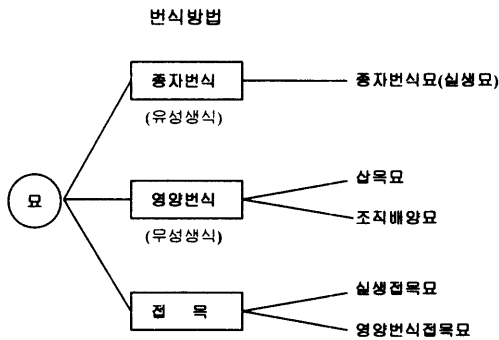 번식방법
종자번식
종자번식묘(실생묘)
(유성생식)
묘
영양번식
삽목묘
조직배양묘
(무성생식)
접 목
실생접목묘
영양번식접목묘